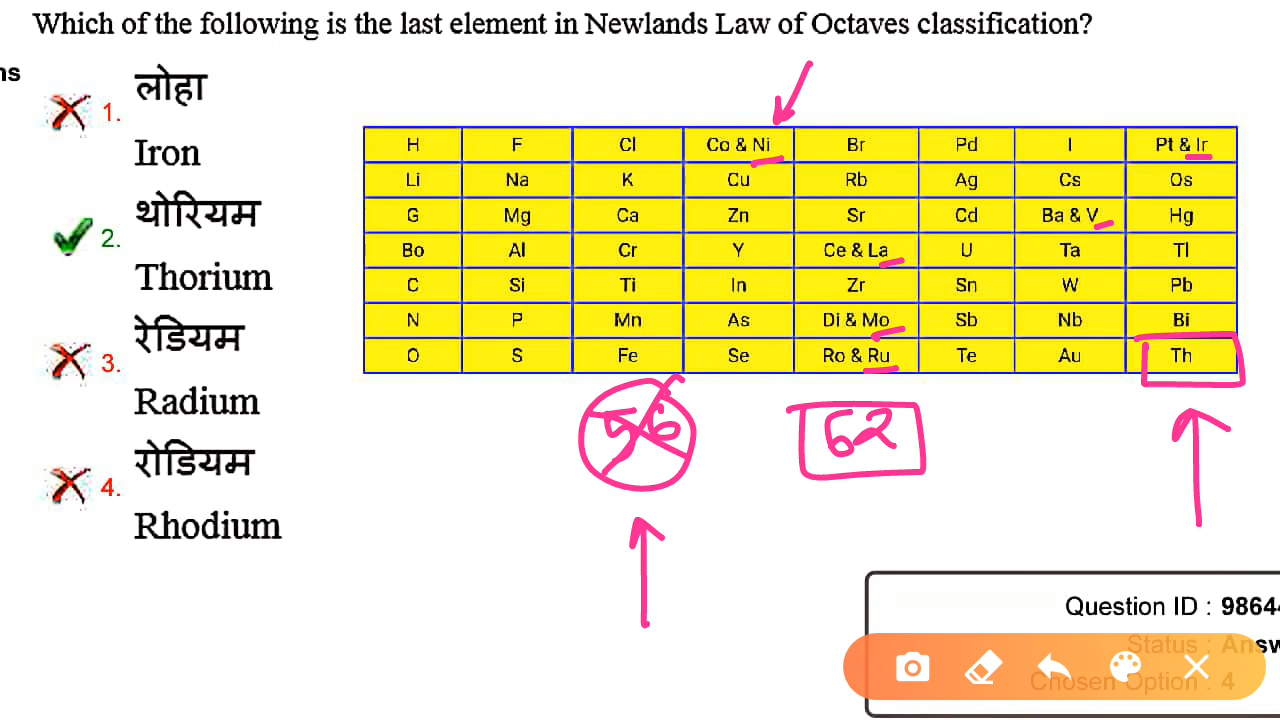 Which of the following is the last element in Newlands Law of Octaves classification?
ns
1. लोहा
Iron
2. थोरियम
Thorium
3. रेडियम
Radium
4. रोडियम
Rhodium
H F Cl Co & Ni Br Pd I Pt & Ir
Li Na K Cu Rb Ag Cs Os
G Mg Ca Zn Sr Cd Ba & V Hg
Bo Al Cr Y Ce & La U Ta Tl
C Si Ti In Zr Sn W Pb
N P Mn As Di & Mo Sb Nb Bi
O S Fe Se Ro & Ru Te Au Th
56 62
Question ID : 9864
Status : Answ
Chosen Option : 4